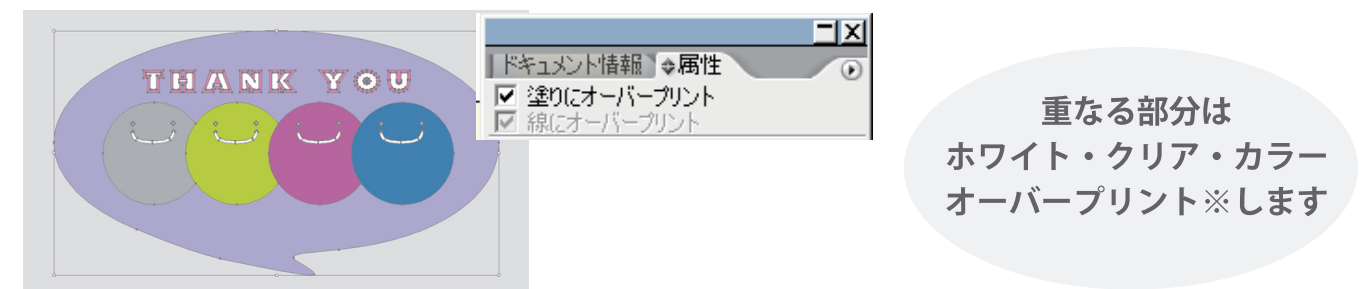 THANK YOU
ドキュメント情報 属性
塗りにオーバープリント
線にオーバープリント
重なる部分は
ホワイト・クリア・カラー
オーバープリント※します